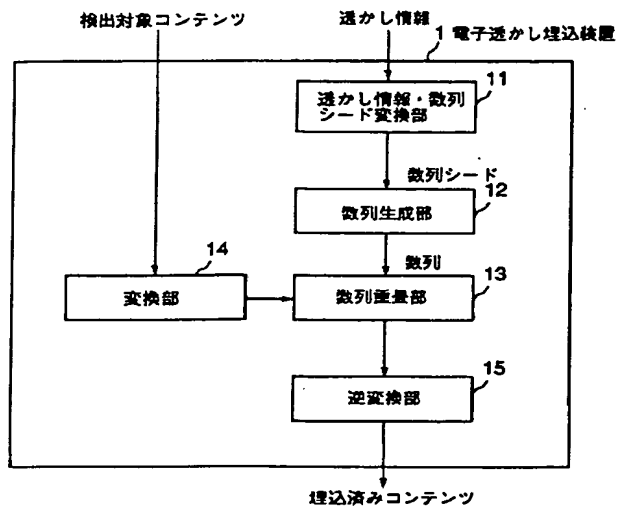 検出対象コンテンツ
透かし情報
1 電子透かし埋込装置
11
透かし情報・数列
シード変換部
数列シード
12
数列生成部
数列
14
変換部
13
数列重畳部
15
逆変換部
埋込済みコンテンツ